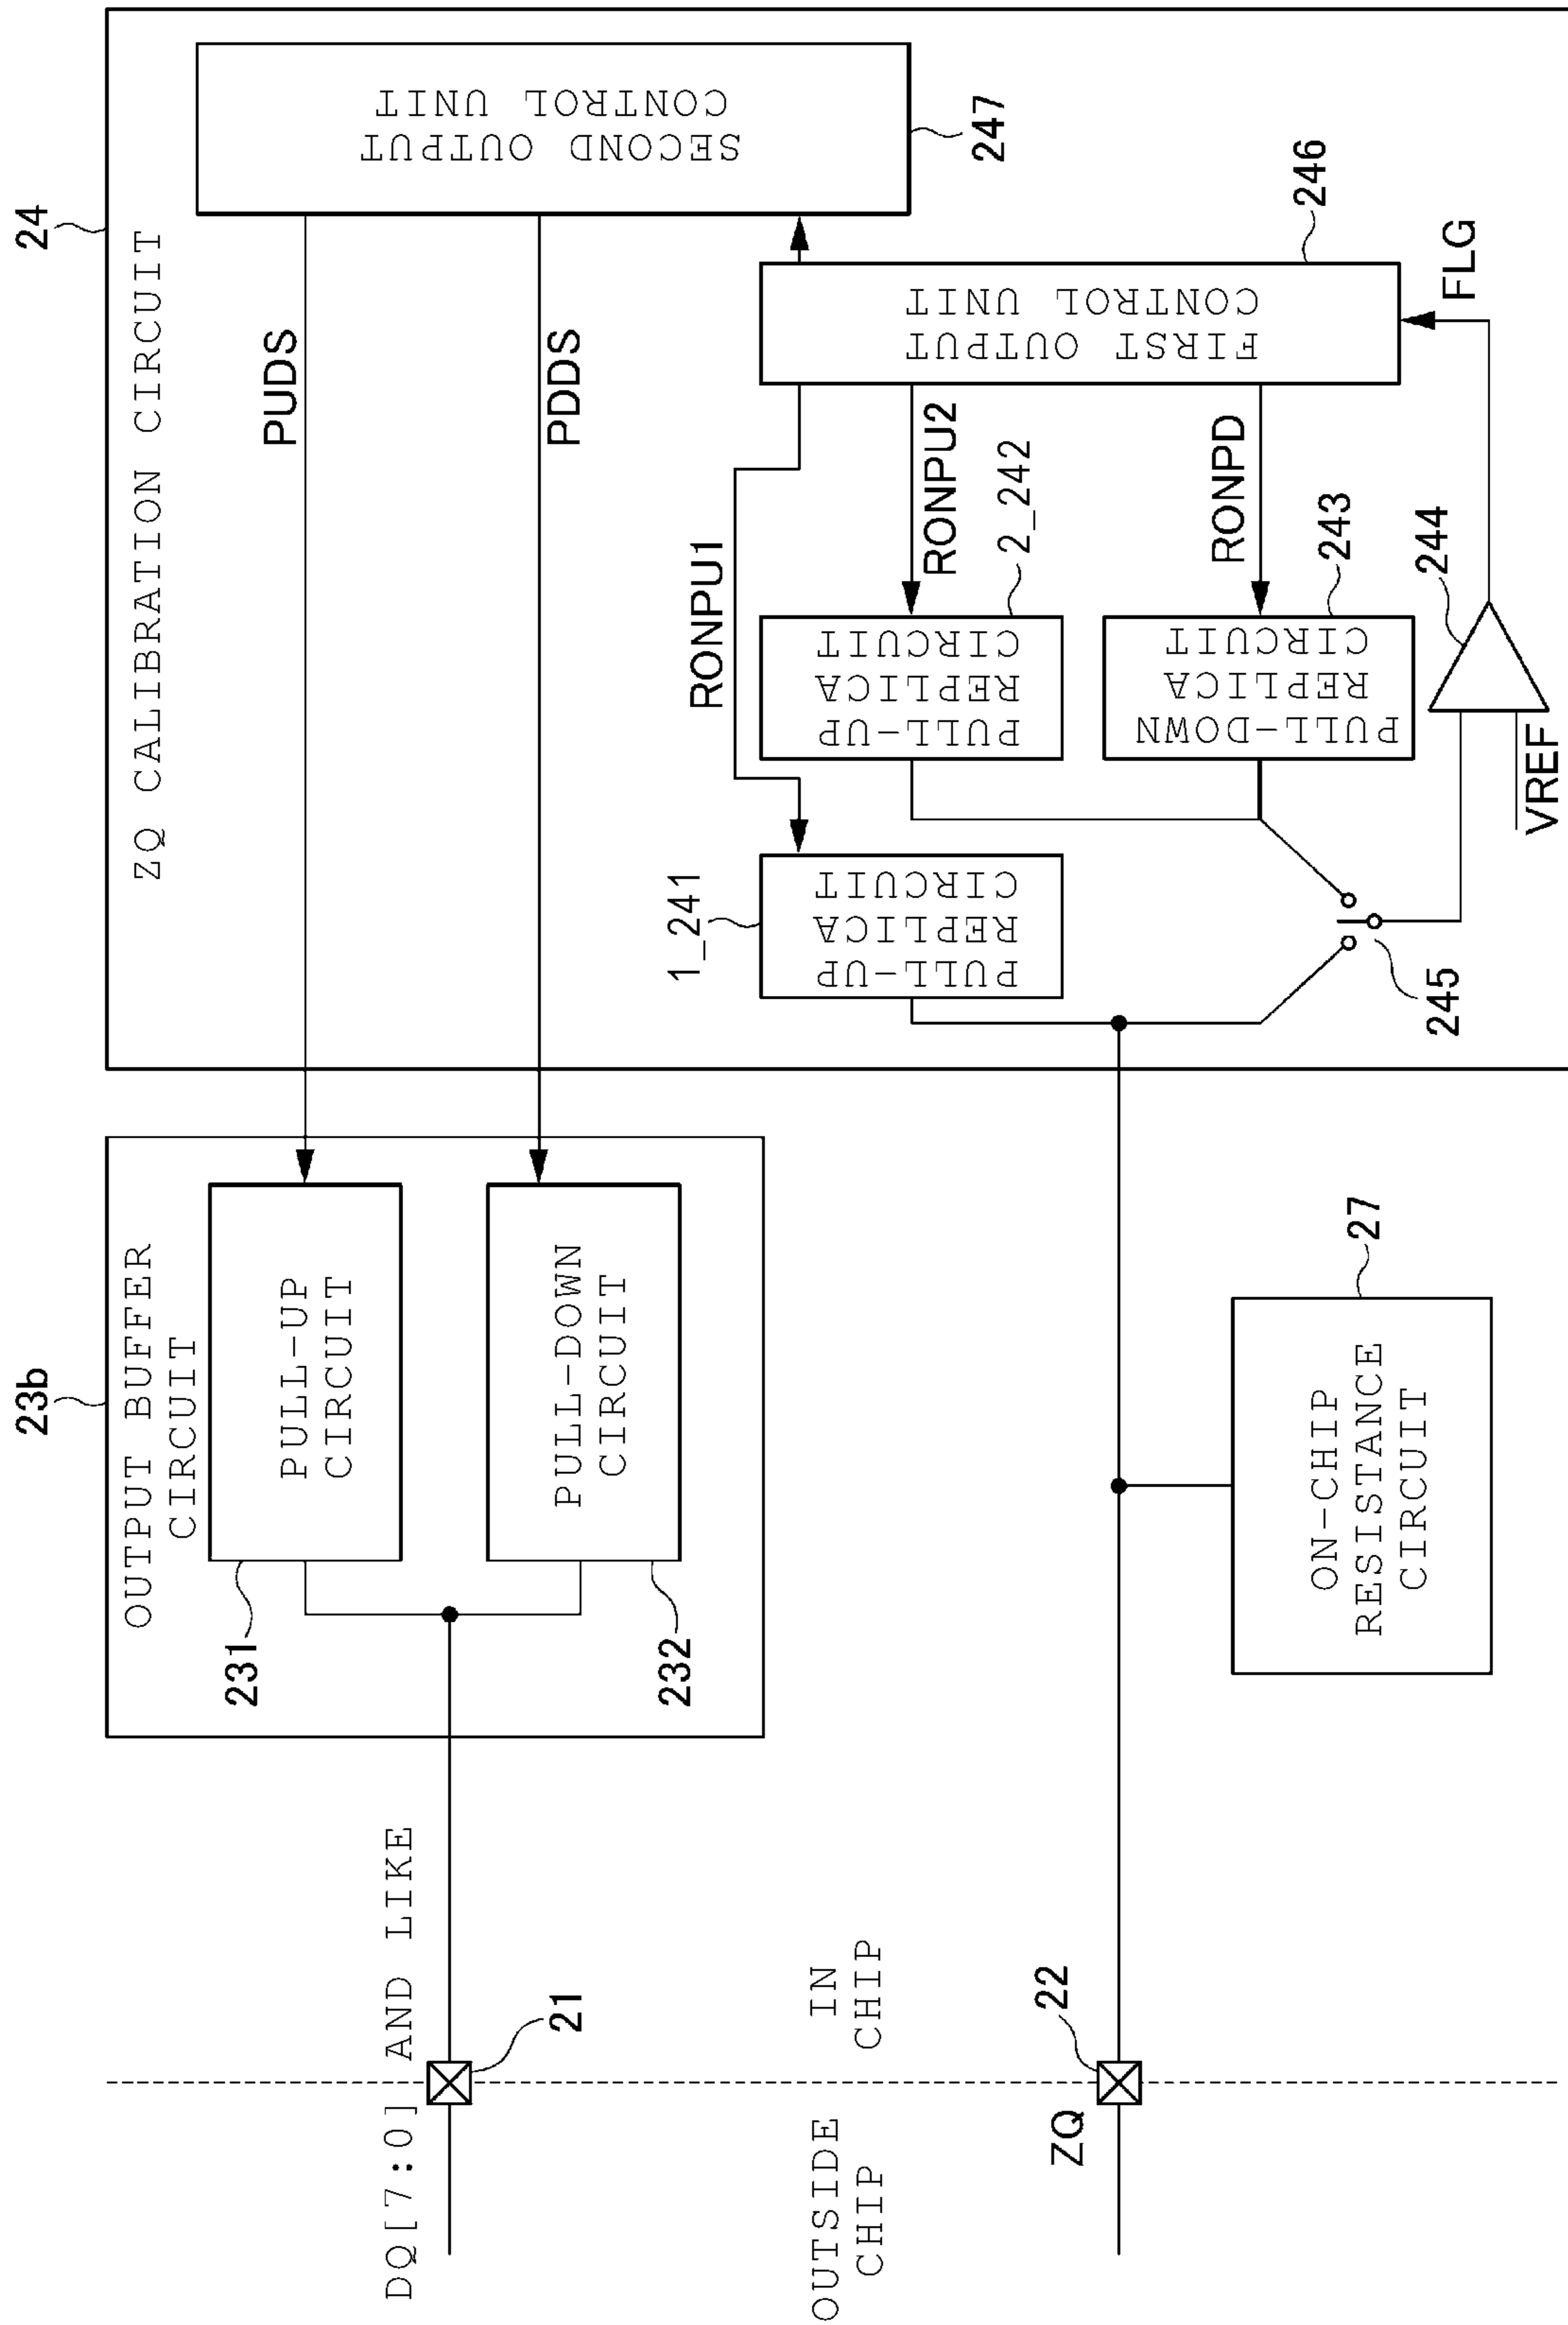 23b
OUTPUT BUFFER
CIRCUIT
231
PULL-UP
CIRCUIT
232
PULL-DOWN
CIRCUIT
DQ[7:0] AND LIKE
21
OUTSIDE
CHIP
IN
CHIP
ZQ
22
27
ON-CHIP
RESISTANCE
CIRCUIT
24
ZQ CALIBRATION CIRCUIT
PUDS
PDDS
SECOND OUTPUT
CONTROL UNIT
247
RONPU1
1_241
PULL-UP
REPLICA
CIRCUIT
RONPU2
2_242
PULL-UP
REPLICA
CIRCUIT
RONPD
243
PULL-DOWN
REPLICA
CIRCUIT
FIRST OUTPUT
CONTROL UNIT
246
FLG
244
245
VREF